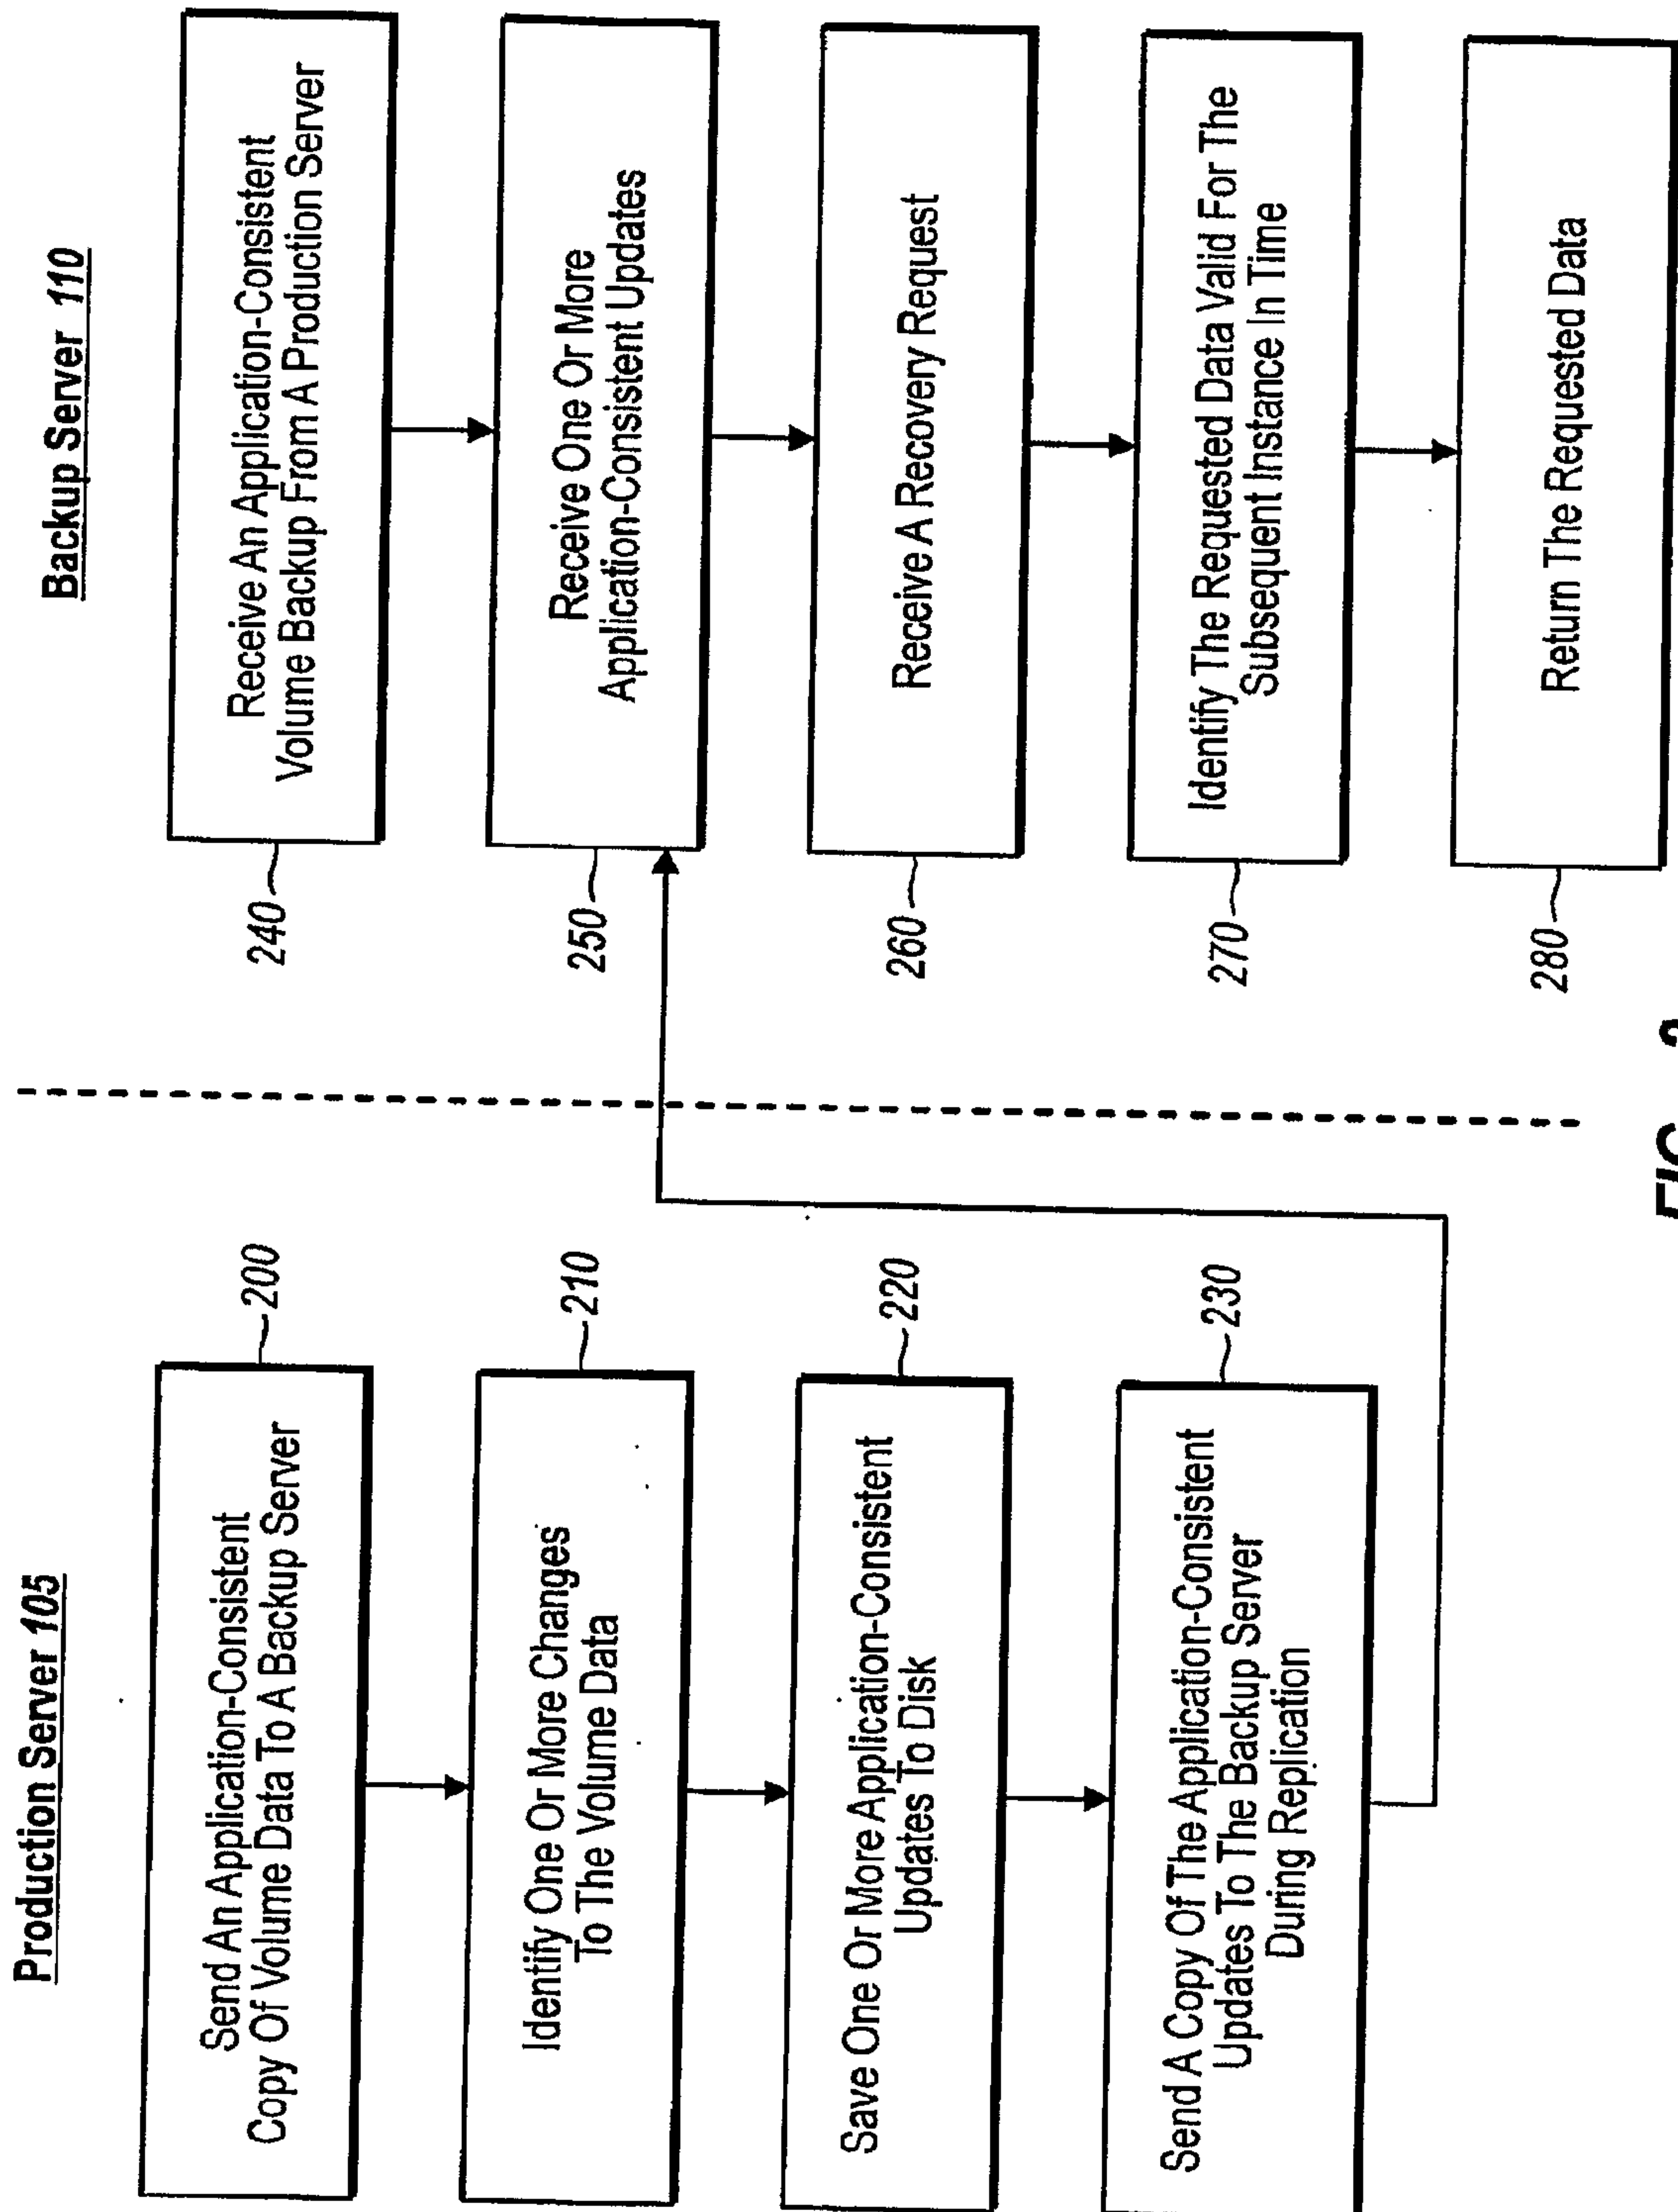 Production Server 105
Send An Application-Consistent
Copy Of Volume Data To A Backup Server
200
Identify One Or More Changes
To The Volume Data
210
Save One Or More Application-Consistent
Updates To Disk
220
Send A Copy Of The Application-Consistent
Updates To The Backup Server
During Replication
230
Backup Server 110
Receive An Application-Consistent
Volume Backup From A Production Server
240
Receive One Or More
Application-Consistent Updates
250
Receive A Recovery Request
260
Identify The Requested Data Valid For The
Subsequent Instance In Time
270
Return The Requested Data
280